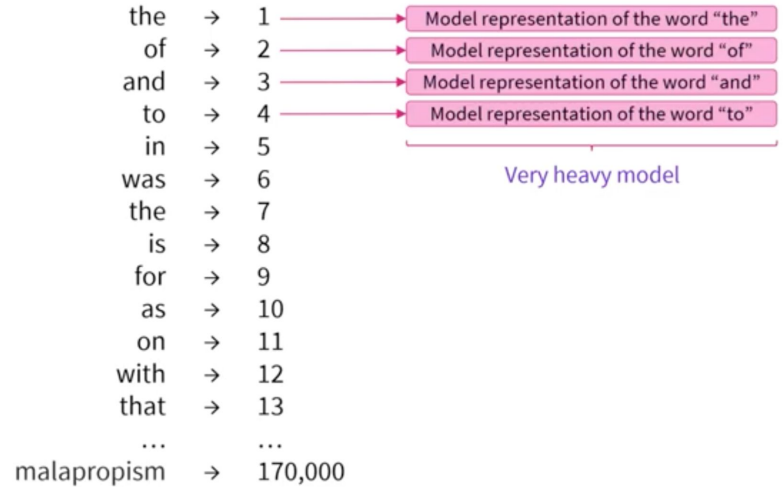 the → 1 Model representation of the word “the”
of → 2 Model representation of the word “of”
and → 3 Model representation of the word “and”
to → 4 Model representation of the word “to”
in → 5
Very heavy model
was → 6
the → 7
is → 8
for → 9
as → 10
on → 11
with → 12
that → 13
... ...
malapropism → 170,000